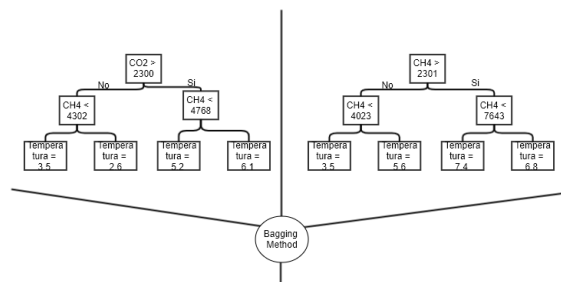 CO2 >
2300
No
Si
CH4 <
4302
CH4 <
4768
Tempera
tura =
3.5
Tempera
tura =
2.6
Tempera
tura =
5.2
Tempera
tura =
6.1
CH4 >
2301
No
Si
CH4 <
4023
CH4 <
7643
Tempera
tura =
3.5
Tempera
tura =
5.6
Tempera
tura =
7.4
Tempera
tura =
6.8
Bagging
Method